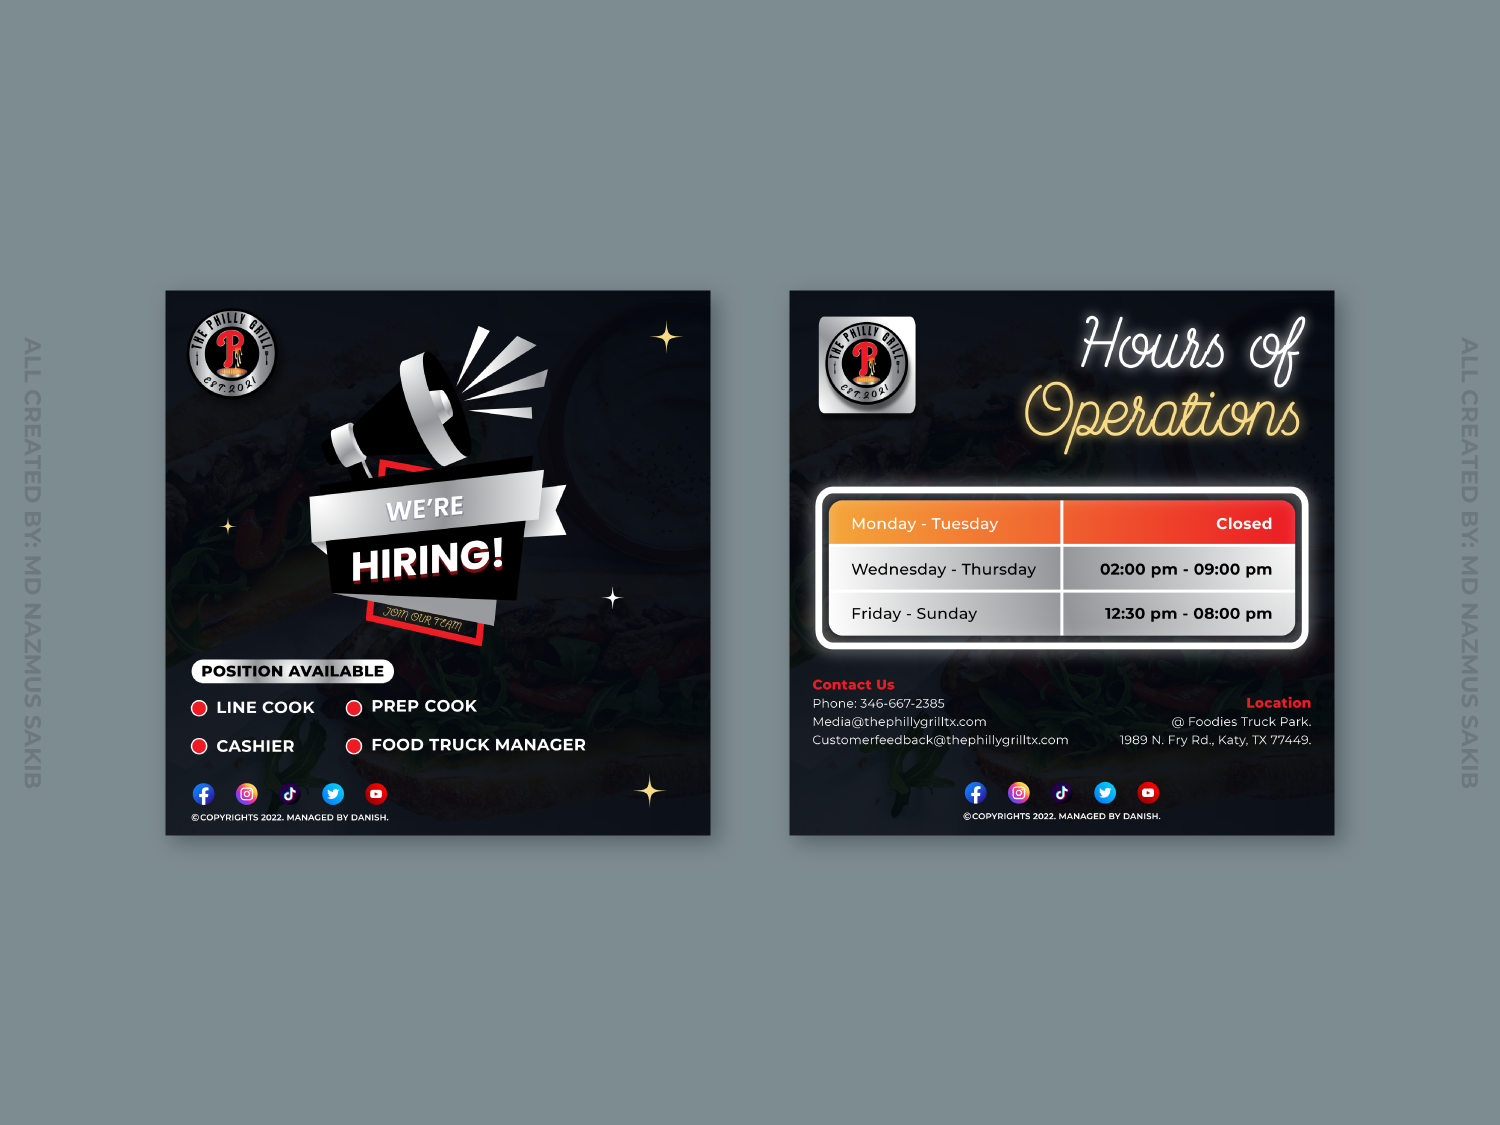 ALL CREATED BY: MD NAZMUS SAKIB
THE PHILLY GRILL
P
EST. 2021
WE'RE
HIRING!
JOIN OUR TEAM
POSITION AVAILABLE
LINE COOK
PREP COOK
CASHIER
FOOD TRUCK MANAGER
©COPYRIGHTS 2022. MANAGED BY DANISH.
THE PHILLY GRILL
P
EST. 2021
Hours of
Operations
Monday - Tuesday Closed
Wednesday - Thursday 02:00 pm - 09:00 pm
Friday - Sunday 12:30 pm - 08:00 pm
Contact Us
Phone: 346-667-2385
Media@thephillygrilltx.com
Customerfeedback@thephillygrilltx.com
Location
@ Foodies Truck Park.
1989 N. Fry Rd., Katy, TX 77449.
©COPYRIGHTS 2022. MANAGED BY DANISH.
ALL CREATED BY: MD NAZMUS SAKIB